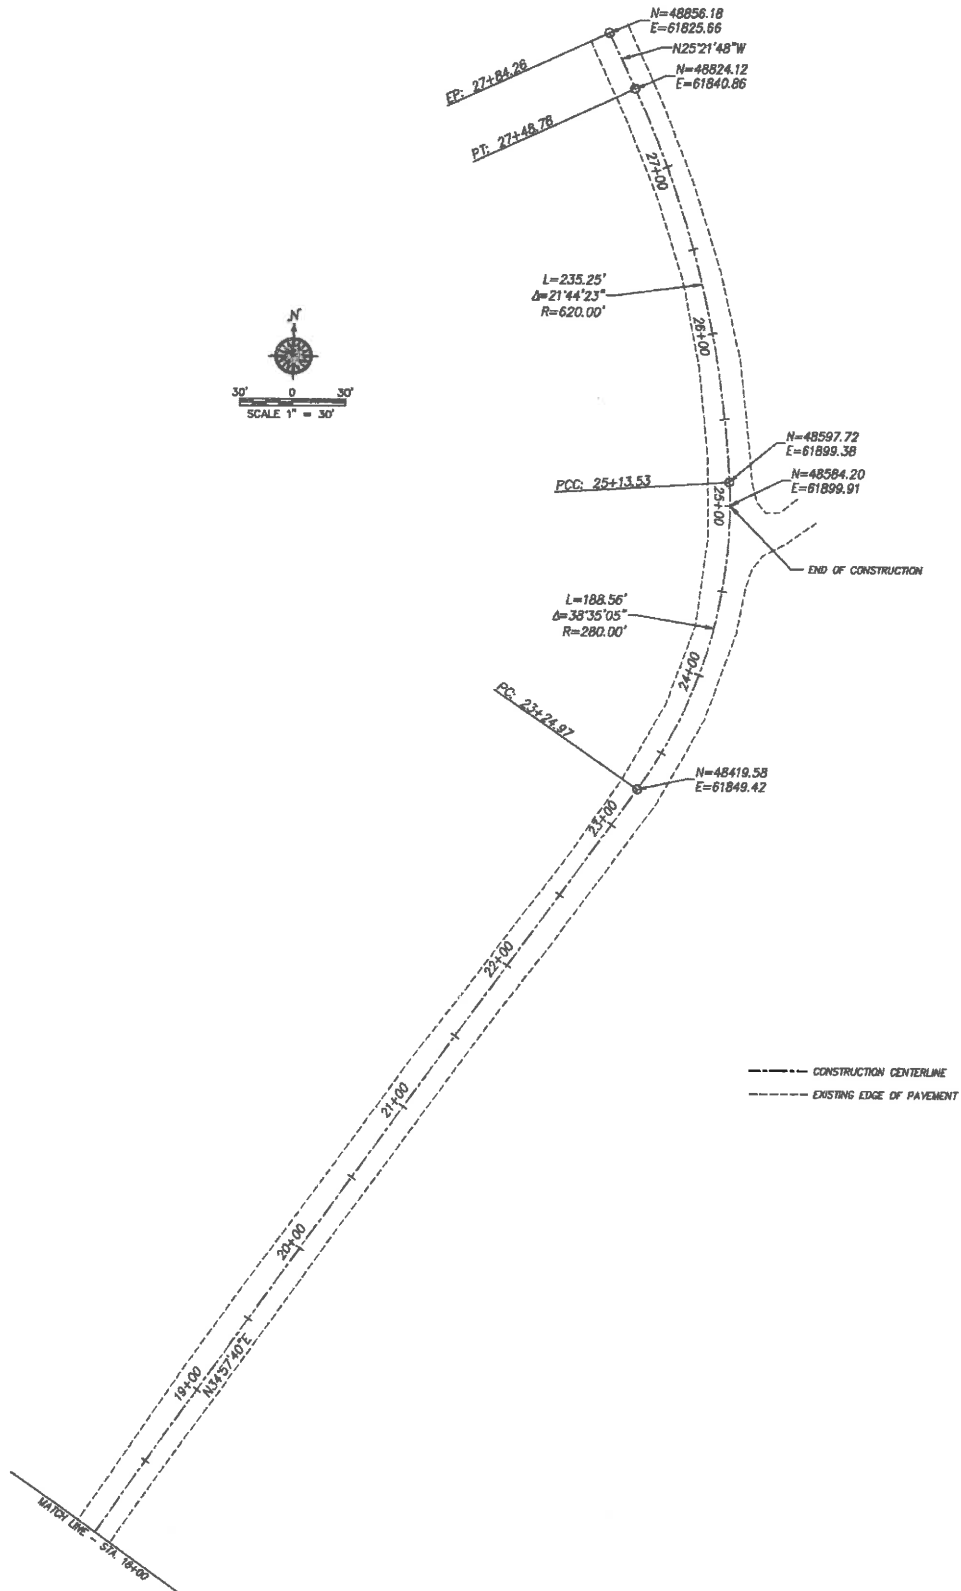 N=48856.18
E=61825.66
N25°21'48"W
N=48824.12
E=61840.86
EP: 27+84.26
PT: 27+48.78
27+00
L=235.25'
Δ=21°44'23"
R=620.00'
26+00
N
30' 0 30'
SCALE 1" = 30'
N=48597.72
E=61899.38
N=48584.20
E=61899.91
PCC: 25+13.53
25+00
END OF CONSTRUCTION
L=188.56'
Δ=38°35'05"
R=280.00'
24+00
PC: 23+24.97
N=48419.58
E=61849.42
23+00
22+00
CONSTRUCTION CENTERLINE
EXISTING EDGE OF PAVEMENT
21+00
20+00
19+00
N34°57'40"E
MATCH LINE - STA. 18+00